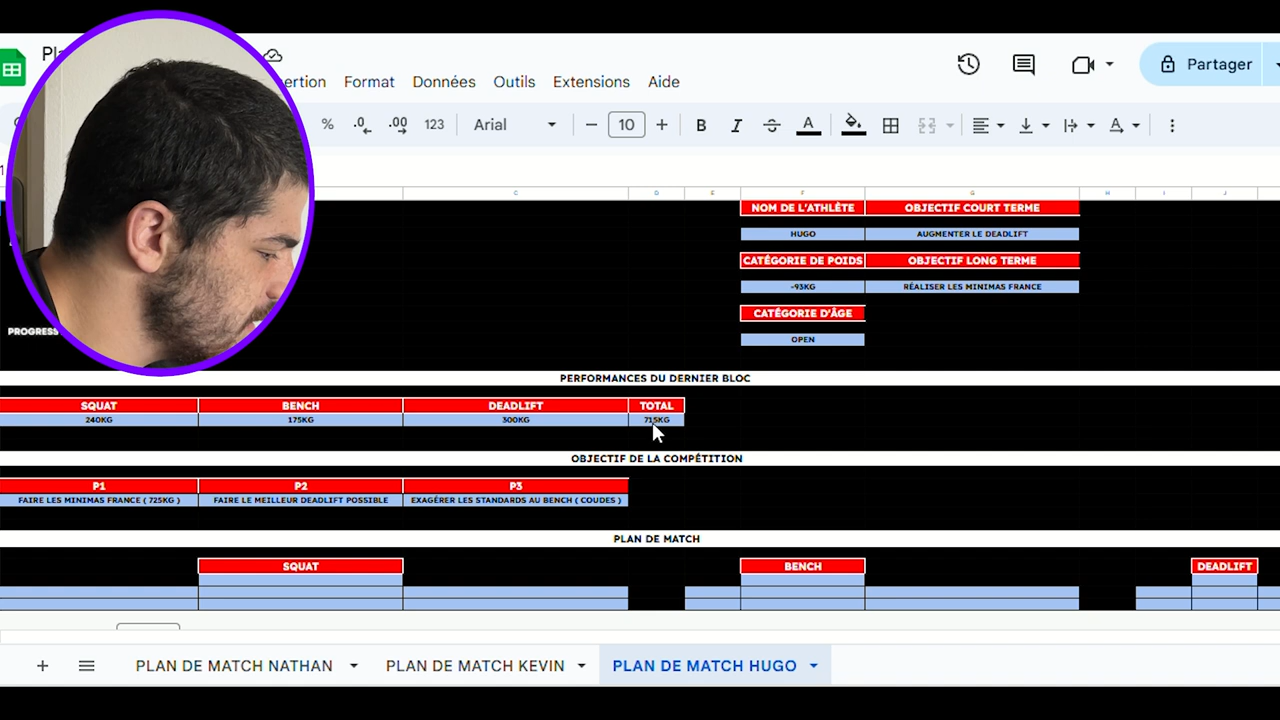 Pl
ertion Format Données Outils Extensions Aide
Partager
% .0 .00 123 Arial 10 B I A A
C D E F G H I J
NOM DE L'ATHLÈTE OBJECTIF COURT TERME
HUGO AUGMENTER LE DEADLIFT
CATÉGORIE DE POIDS OBJECTIF LONG TERME
-93KG RÉALISER LES MINIMAS FRANCE
CATÉGORIE D'ÂGE
PROGRESS
OPEN
PERFORMANCES DU DERNIER BLOC
SQUAT BENCH DEADLIFT TOTAL
240KG 175KG 300KG 715KG
OBJECTIF DE LA COMPÉTITION
P1 P2 P3
FAIRE LES MINIMAS FRANCE ( 725KG ) FAIRE LE MEILLEUR DEADLIFT POSSIBLE EXAGÉRER LES STANDARDS AU BENCH ( COUDES )
PLAN DE MATCH
SQUAT BENCH DEADLIFT
PLAN DE MATCH NATHAN PLAN DE MATCH KEVIN PLAN DE MATCH HUGO